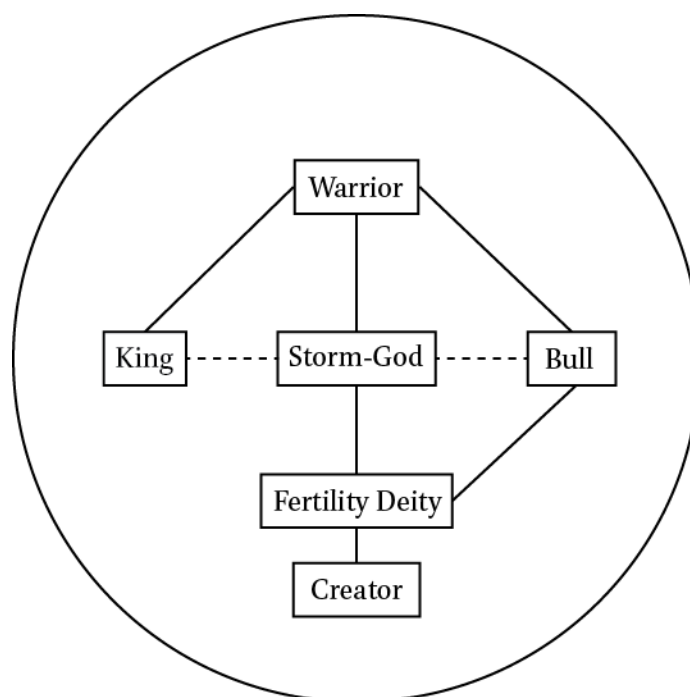 Warrior
King
Storm-God
Bull
Fertility Deity
Creator